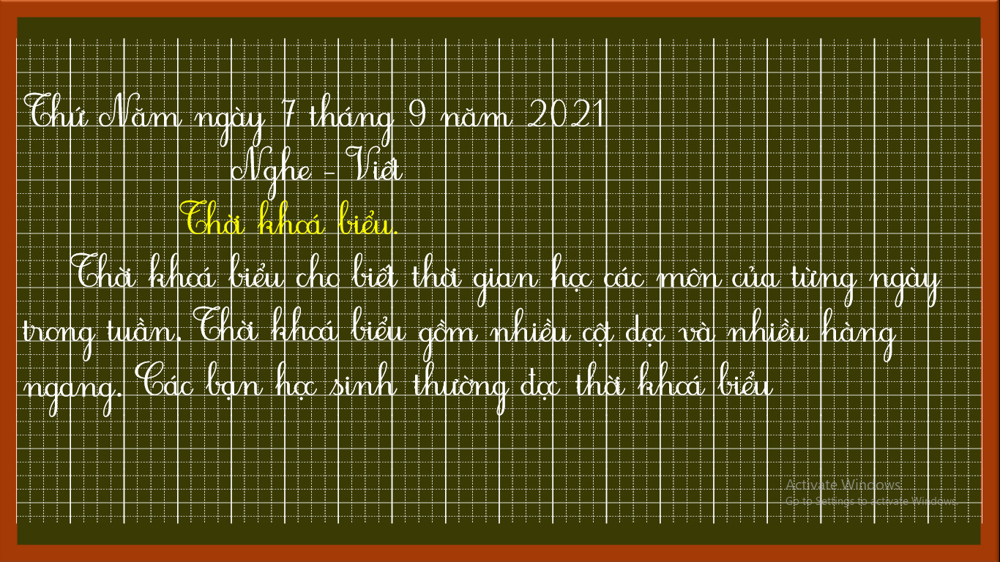 Thứ Năm ngày 7 tháng 9 năm 2021
Nghe - Viết
Thời khoá biểu.
Thời khoá biểu cho biết thời gian học các môn của từng ngày
trong tuần. Thời khoá biểu gồm nhiều cột dọc và nhiều hàng
ngang. Các bạn học sinh thường đọc thời khoá biểu
Activate Windows
Go to Settings to activate Windows.